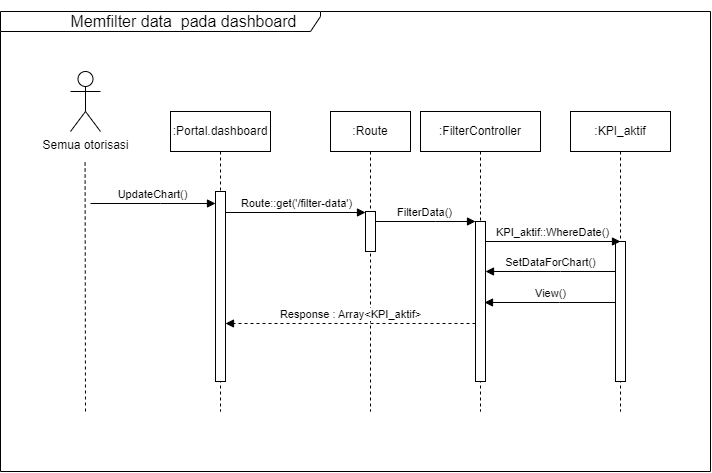 Memfilter data pada dashboard
Semua otorisasi
:Portal.dashboard
:Route
:FilterController
:KPI_aktif
UpdateChart()
Route::get('/filter-data')
FilterData()
KPI_aktif::WhereDate()
SetDataForChart()
View()
Response : Array<KPI_aktif>